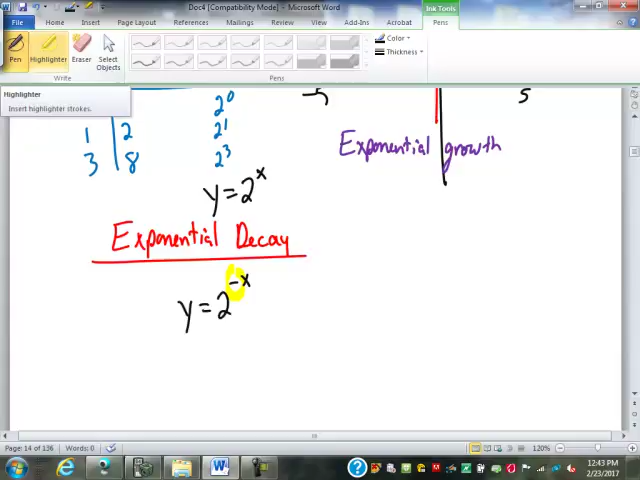 Doc4 [Compatibility Mode] - Microsoft Word
Ink Tools
File Home Insert Page Layout References Mailings Review View Add-Ins Acrobat Pens
Pen Highlighter Eraser Select Objects
Color
Thickness
Write Pens
Highlighter
Insert highlighter strokes.
2⁰
-5 5
1 2 2¹
3 8 2³
Exponential growth
y=2ˣ
Exponential Decay
y=2⁻ˣ
Page: 14 of 136 Words: 0 120%
12:43 PM
2/23/2017